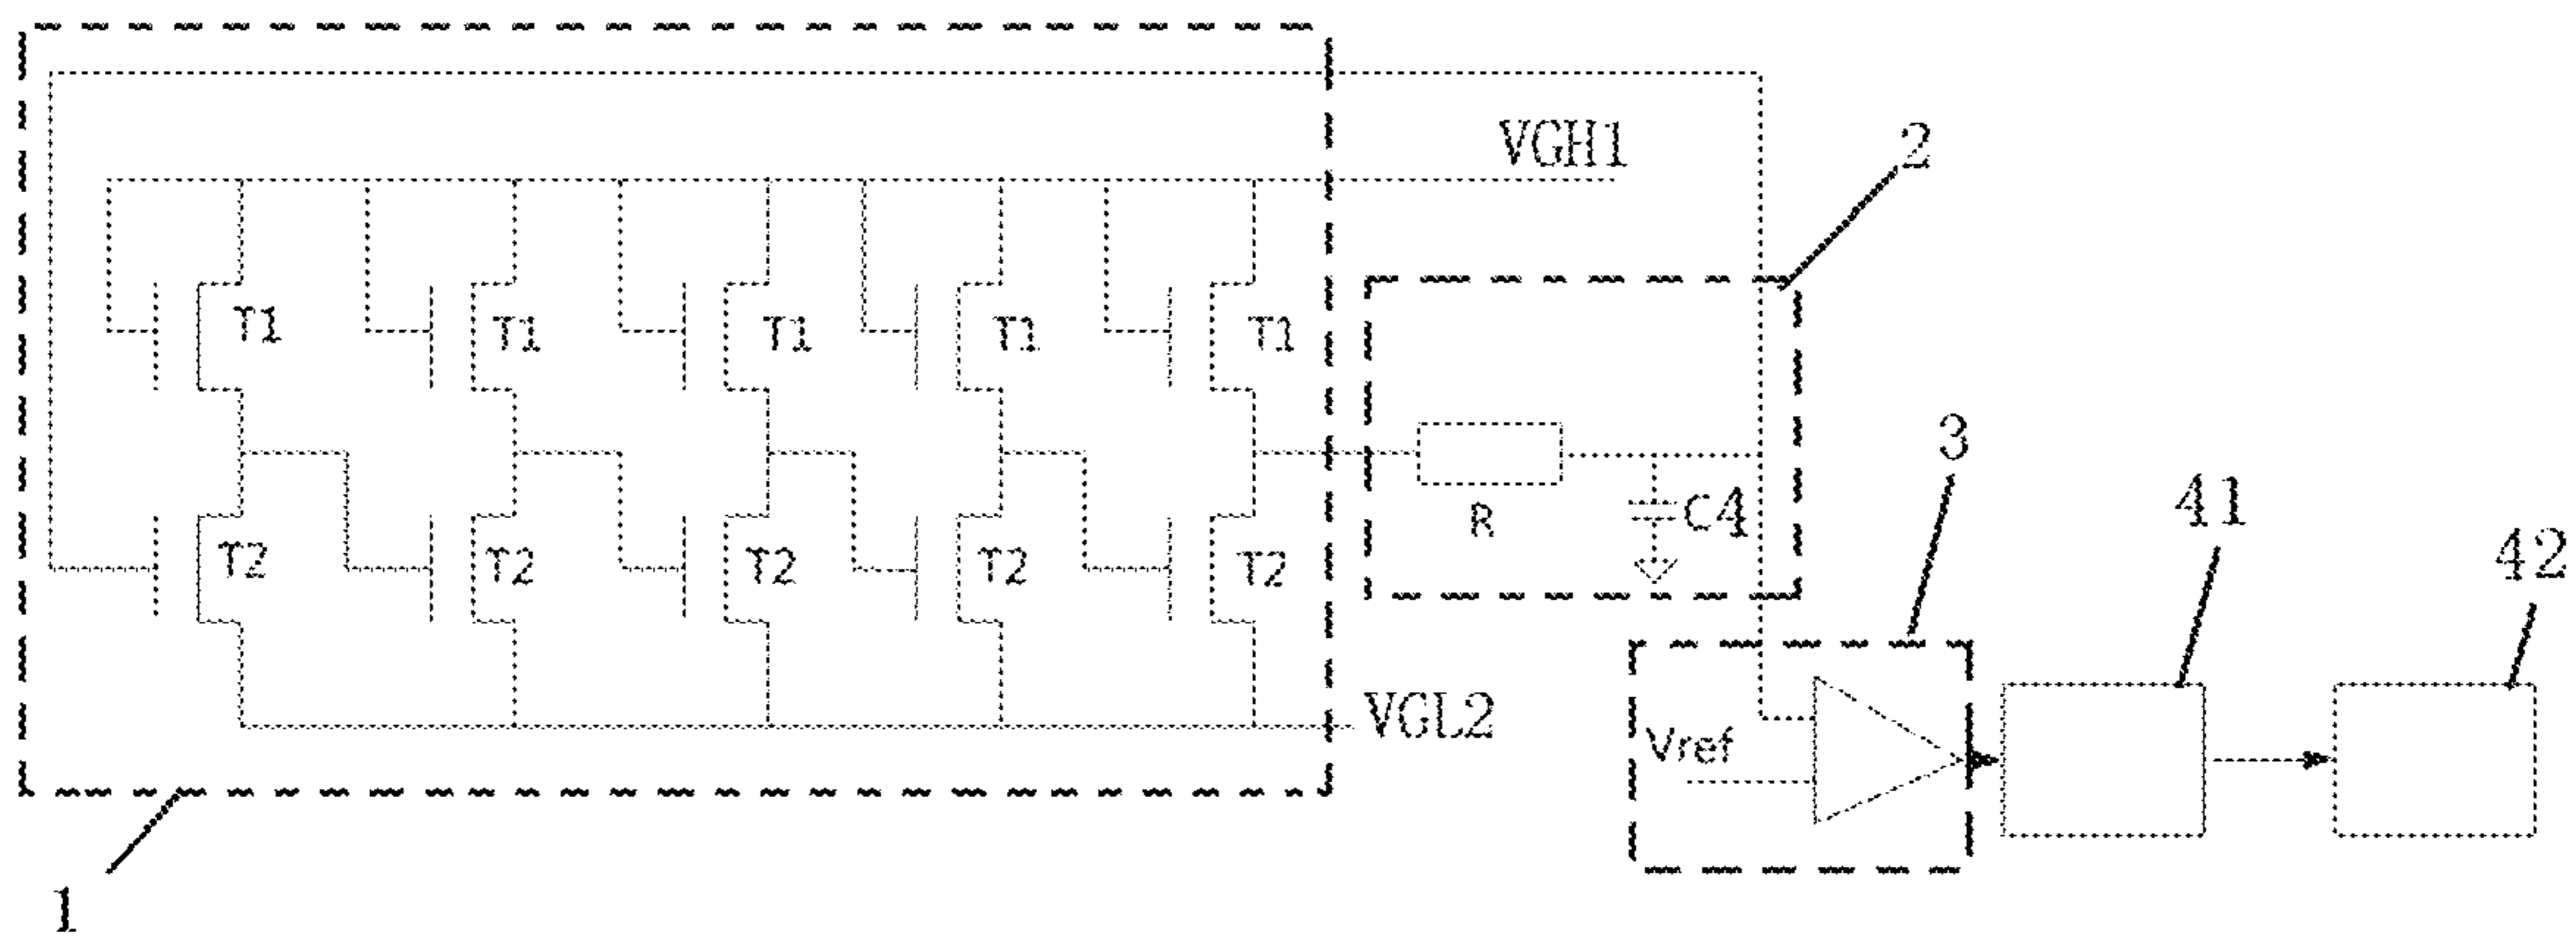 VGH1
2
T1 T1 T1 T1 T1
3
41
R C4
42
T2 T2 T2 T2 T2
VGL2
Vref
1